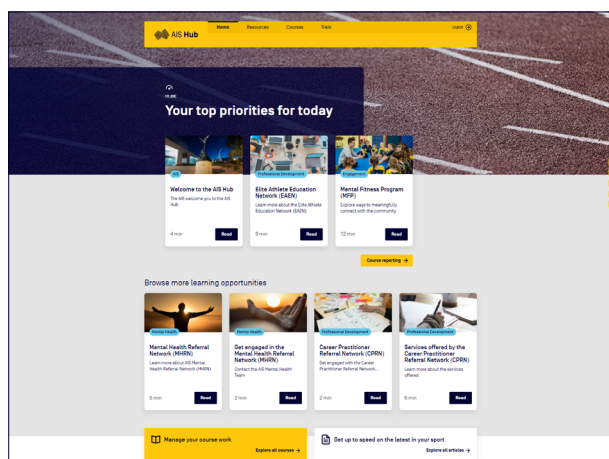 AIS Hub
Home
Resources
Courses
Train
Logout
Your top priorities for today
AIS
Professional Development
Engagement
Welcome to the AIS Hub
The AIS welcome you to the AIS
Hub
4 min
Read
Elite Athlete Education
Network (EAEN)
Learn more about the Elite Athlete
Education Network (EAEN)
9 min
Read
Mental Fitness Program
(MFP)
Explore ways to meaningfully
connect with the community
12 min
Read
Course reporting →
Browse more learning opportunities
Mental Health
Mental Health
Professional Development
Professional Development
Mental Health Referral
Network (MHRN)
Learn more about AIS Mental
Health Referral Network (MHRN)
6 min
Read
Get engaged in the
Mental Health Referral
Network (MHRN)
Contact the AIS Mental Health
Team
2 min
Read
Career Practitioner
Referral Network (CPRN)
Get engaged with the Career
Practitioner Referral Network...
2 min
Read
Services offered by the
Career Practitioner
Referral Network (CPRN)
Learn more about the services
offered
6 min
Read
Manage your course work
Explore all courses →
Get up to speed on the latest in your sport
Explore all articles →